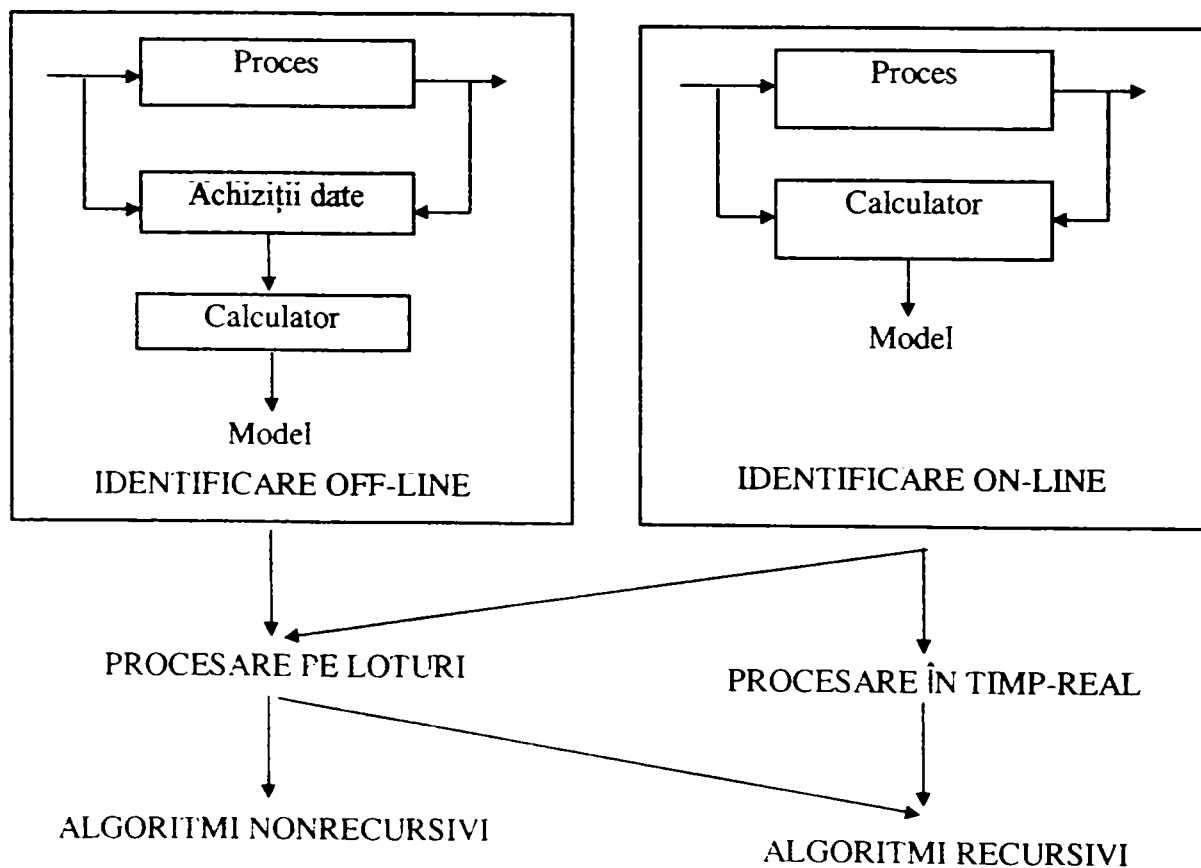 Proces
Achiziții date
Calculator
Model
IDENTIFICARE OFF-LINE
Proces
Calculator
Model
IDENTIFICARE ON-LINE
PROCESARE PE LOTURI
PROCESARE ÎN TIMP-REAL
ALGORITMI NONRECURSIVI
ALGORITMI RECURSIVI